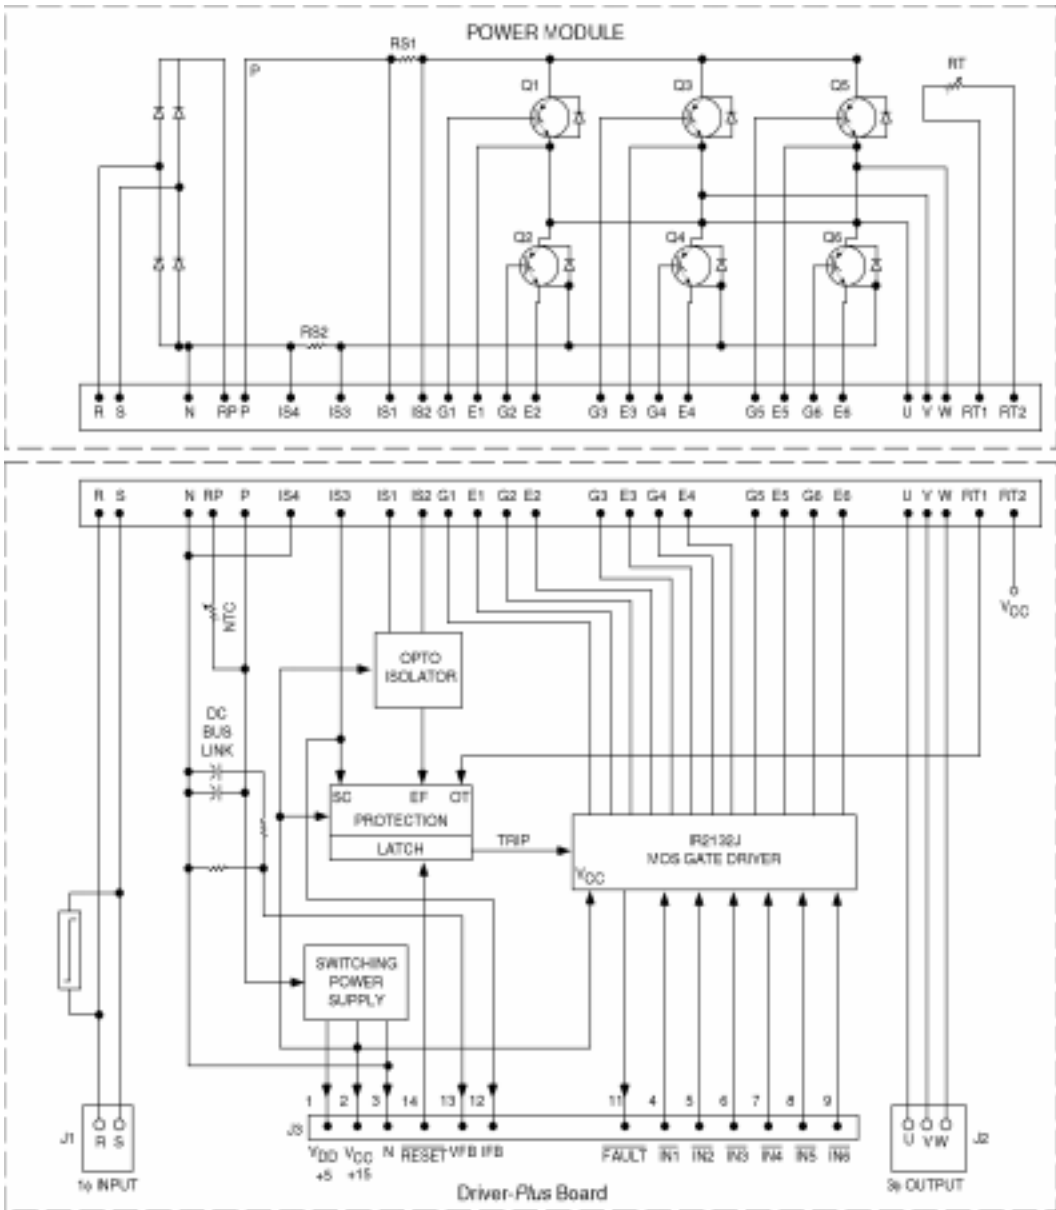 POWER MODULE
RS1
P
Q1
Q3
Q5
RT
Q2
Q4
Q6
RS2
R S N RP P IS4 IS3 IS1 IS2 G1 E1 G2 E2 G3 E3 G4 E4 G5 E5 G6 E6 U V W RT1 RT2
R S N RP P IS4 IS3 IS1 IS2 G1 E1 G2 E2 G3 E3 G4 E4 G5 E5 G6 E6 U V W RT1 RT2
VCC
NTC
OPTO
ISOLATOR
DC
BUS
LINK
SC EF OT
PROTECTION
LATCH
TRIP
IR2132J
MOS GATE DRIVER
VCC
SWITCHING
POWER
SUPPLY
1 2 3 14 13 12 11 4 5 6 7 8 9
J1
R S
J3
U V W
J2
VDD VCC N RESET VFB IFB FAULT IN1 IN2 IN3 IN4 IN5 IN6
+5 +15
1ϕ INPUT
Driver-Plus Board
3ϕ OUTPUT